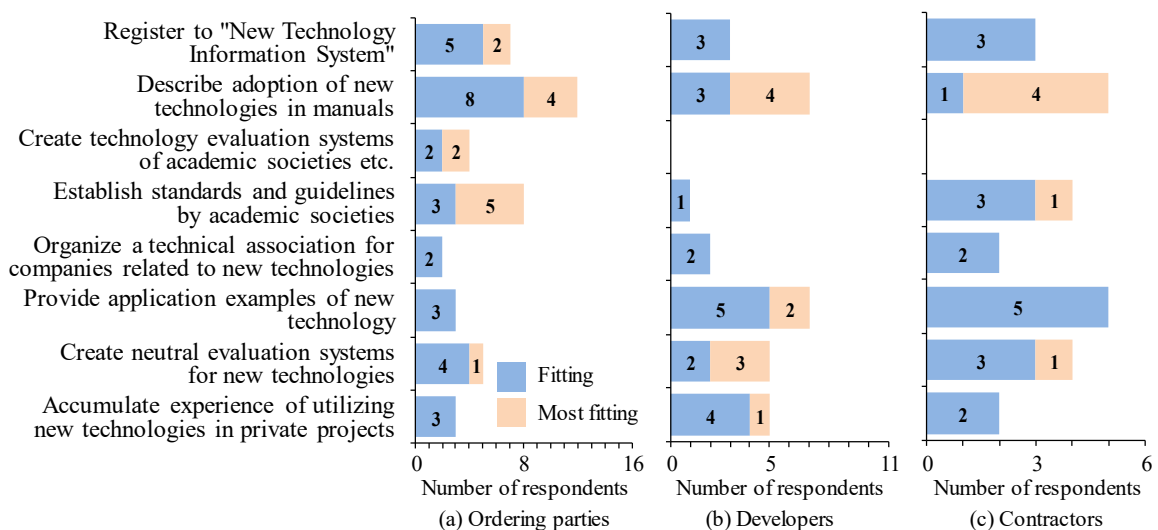 Register to "New Technology
Information System"
5 2
3
3
Describe adoption of new
technologies in manuals
8 4
3 4
1 4
Create technology evaluation systems
of academic societies etc.
2 2
Establish standards and guidelines
by academic societies
3 5
1
3 1
Organize a technical association for
companies related to new technologies
2
2
2
Provide application examples of new
technology
3
5 2
5
Create neutral evaluation systems
for new technologies
4 1
2 3
3 1
Accumulate experience of utilizing
new technologies in private projects
3
4 1
2
Fitting
Most fitting
0 8 16
Number of respondents
(a) Ordering parties
0 5 11
Number of respondents
(b) Developers
0 3 6
Number of respondents
(c) Contractors